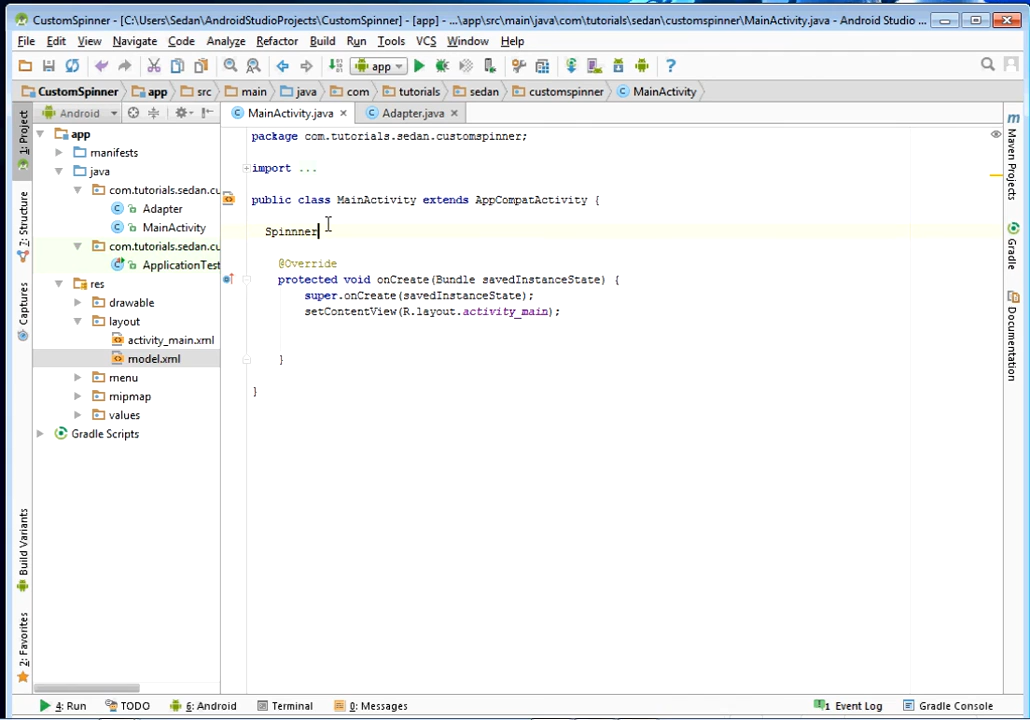 CustomSpinner - [C:\Users\Sedan\AndroidStudioProjects\CustomSpinner] - [app] - ...\app\src\main\java\com\tutorials\sedan\customspinner\MainActivity.java - Android Studio ...
File Edit View Navigate Code Analyze Refactor Build Run Tools VCS Window Help
app
CustomSpinner app src main java com tutorials sedan customspinner MainActivity
Android MainActivity.java Adapter.java
1: Project
7: Structure
Captures
Build Variants
2: Favorites
app
manifests
java
com.tutorials.sedan.cu
Adapter
MainActivity
com.tutorials.sedan.cu
ApplicationTest
res
drawable
layout
activity_main.xml
model.xml
menu
mipmap
values
Gradle Scripts
package com.tutorials.sedan.customspinner;
import ...
public class MainActivity extends AppCompatActivity {
Spinnner
@Override
protected void onCreate(Bundle savedInstanceState) {
super.onCreate(savedInstanceState);
setContentView(R.layout.activity_main);
}
}
Maven Projects
Gradle
Documentation
4: Run TODO 6: Android Terminal 0: Messages 1 Event Log Gradle Console